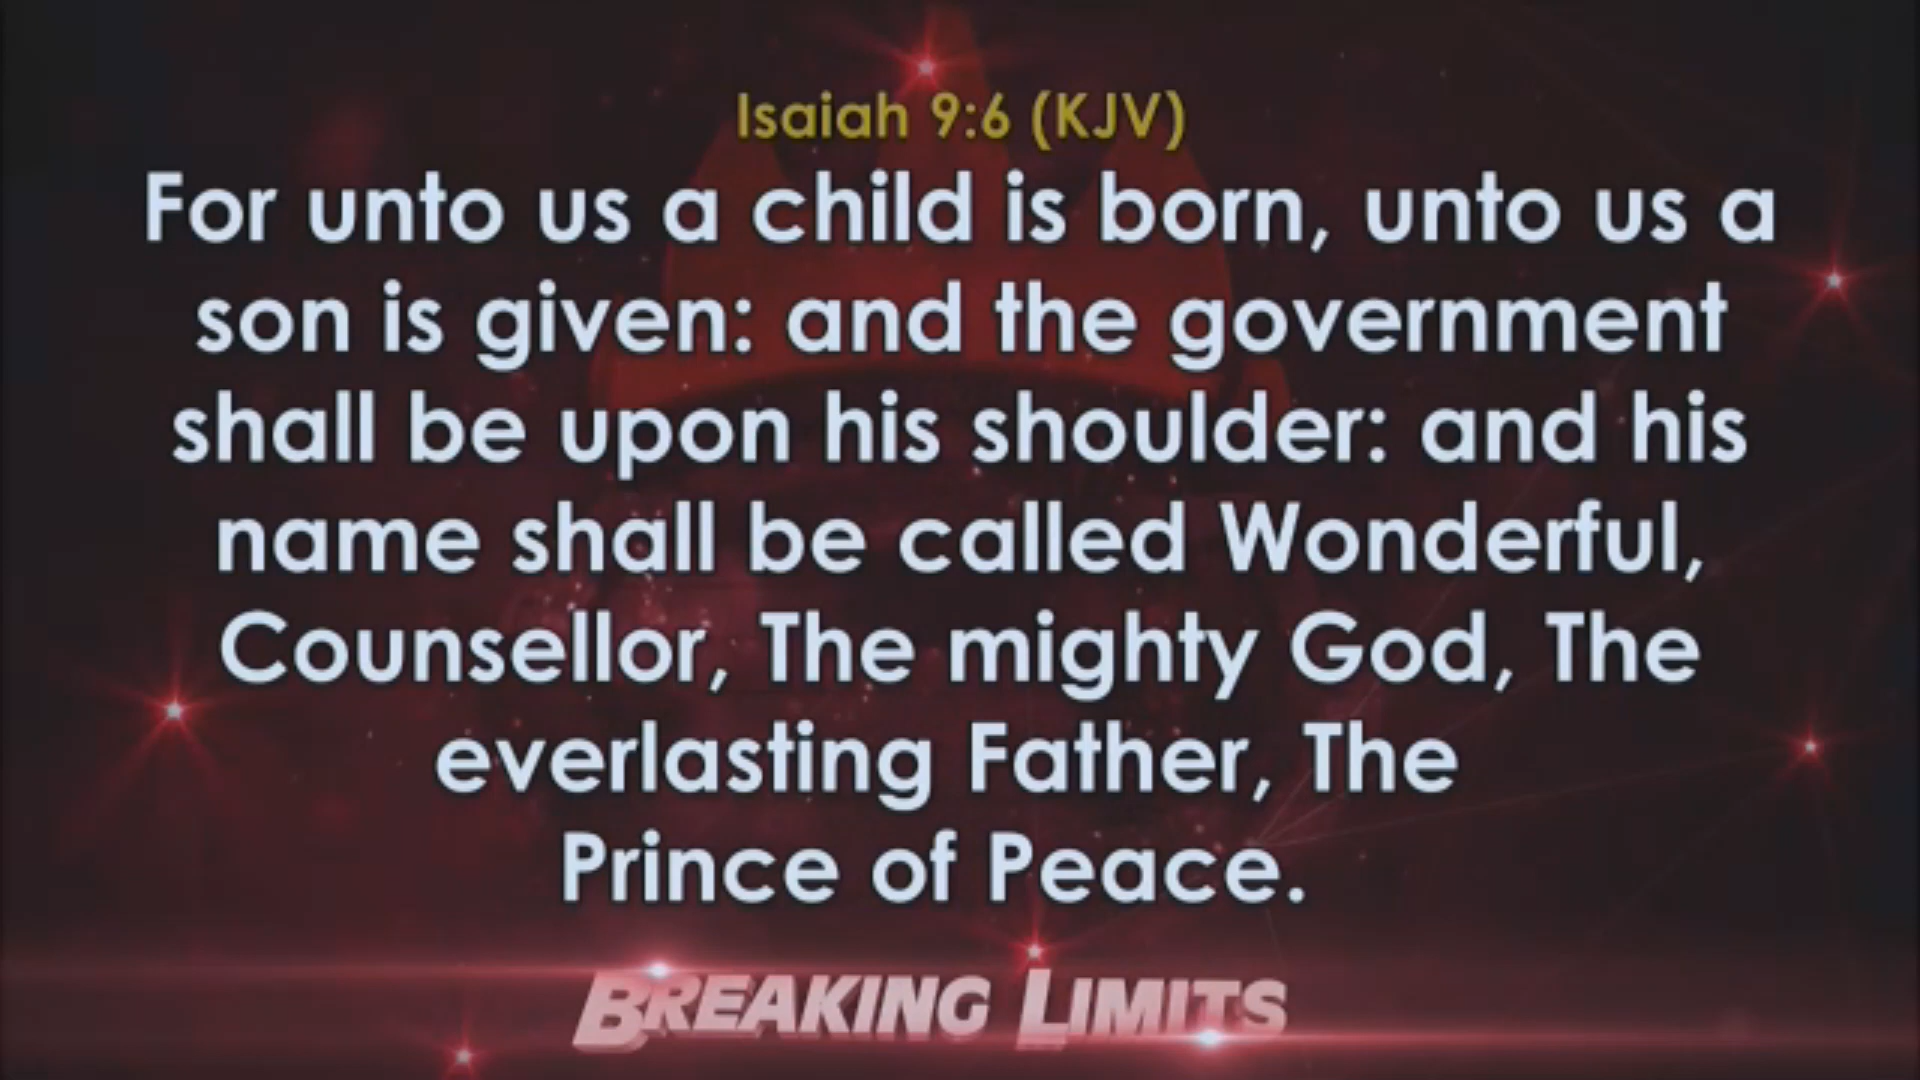 Isaiah 9:6 (KJV)
For unto us a child is born, unto us a
son is given: and the government
shall be upon his shoulder: and his
name shall be called Wonderful,
Counsellor, The mighty God, The
everlasting Father, The
Prince of Peace.
BREAKING LIMITS